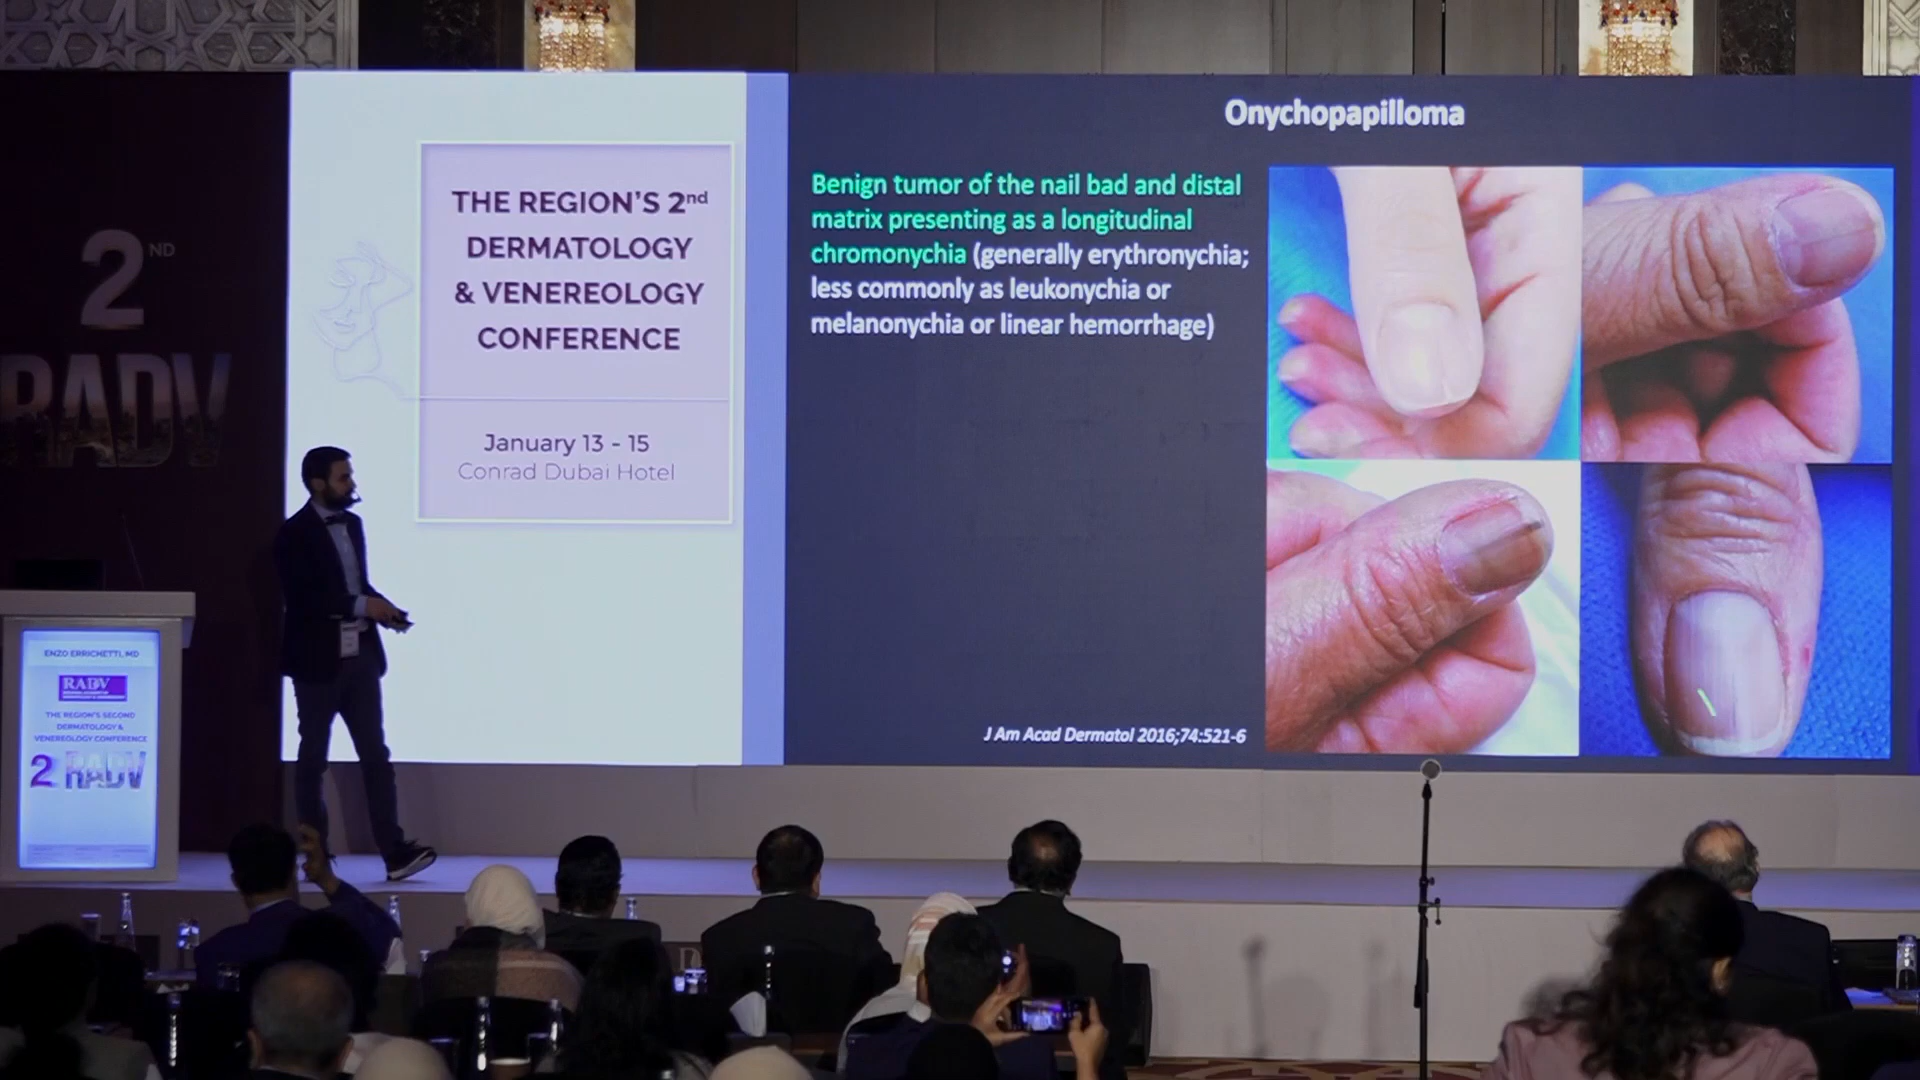 2ND
RADV
THE REGION'S 2nd
DERMATOLOGY
& VENEREOLOGY
CONFERENCE
January 13 - 15
Conrad Dubai Hotel
Onychopapilloma
Benign tumor of the nail bad and distal
matrix presenting as a longitudinal
chromonychia (generally erythronychia;
less commonly as leukonychia or
melanonychia or linear hemorrhage)
J Am Acad Dermatol 2016;74:521-6
ENZO ERRICHETTI, MD
RADV
THE REGION'S SECOND
DERMATOLOGY &
VENEREOLOGY CONFERENCE
2 RADV